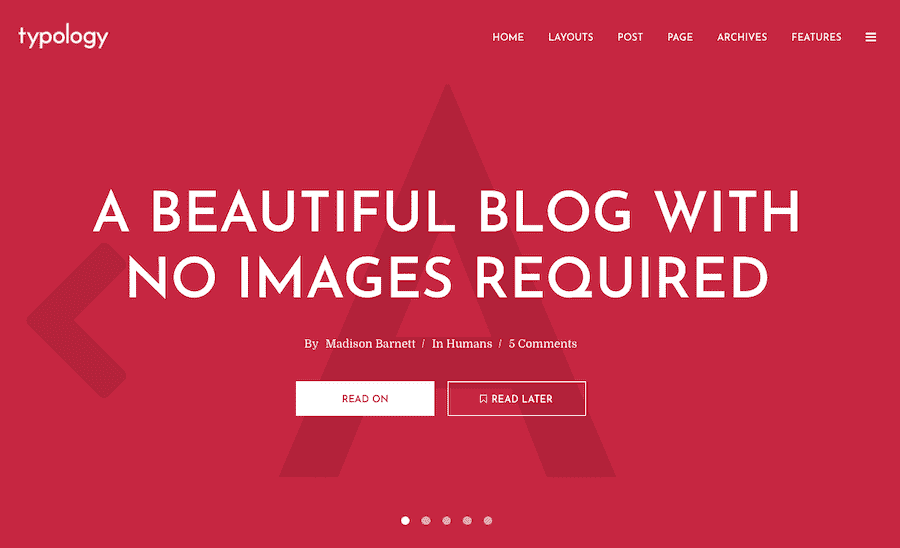 typology
HOME LAYOUTS POST PAGE ARCHIVES FEATURES
A
A BEAUTIFUL BLOG WITH
NO IMAGES REQUIRED
By Madison Barnett / In Humans / 5 Comments
READ ON READ LATER